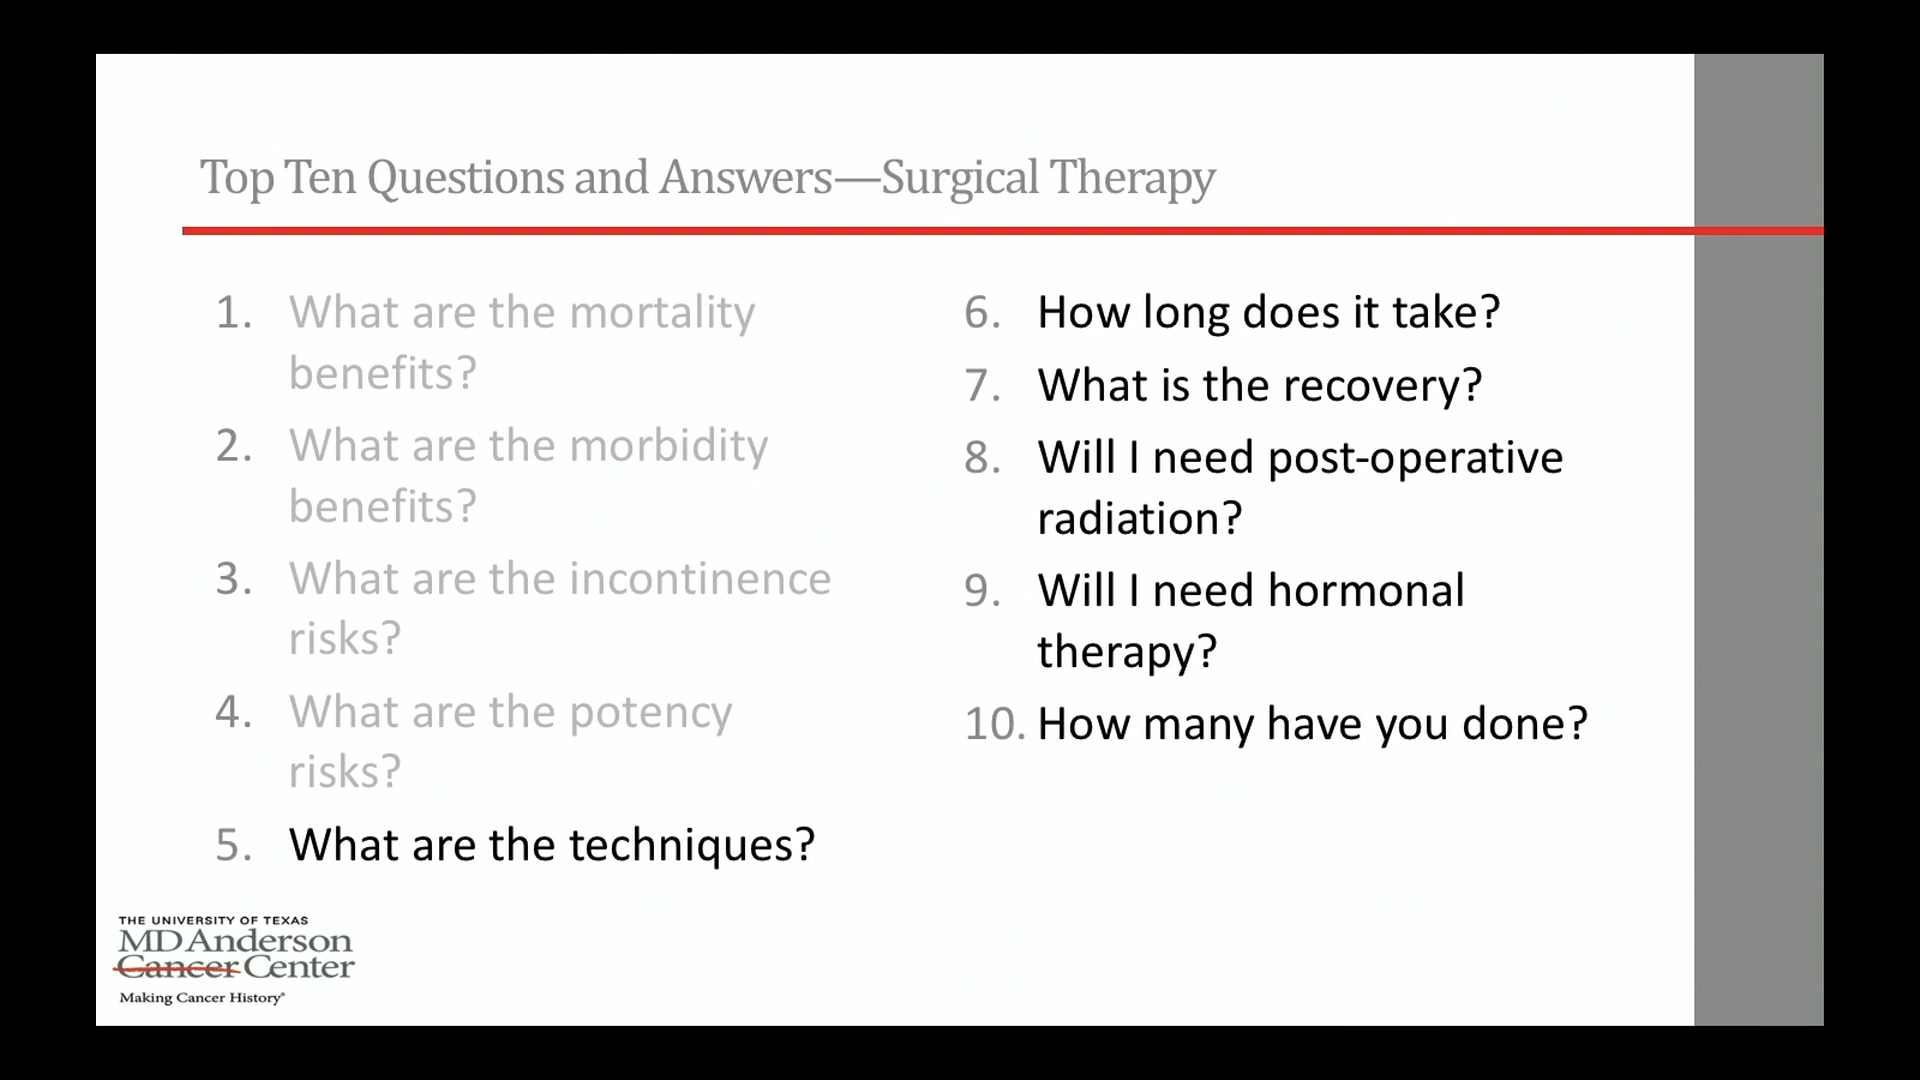 Top Ten Questions and Answers—Surgical Therapy
1. What are the mortality
benefits?
2. What are the morbidity
benefits?
3. What are the incontinence
risks?
4. What are the potency
risks?
5. What are the techniques?
6. How long does it take?
7. What is the recovery?
8. Will I need post-operative
radiation?
9. Will I need hormonal
therapy?
10. How many have you done?
THE UNIVERSITY OF TEXAS
MD Anderson
Cancer Center
Making Cancer History®